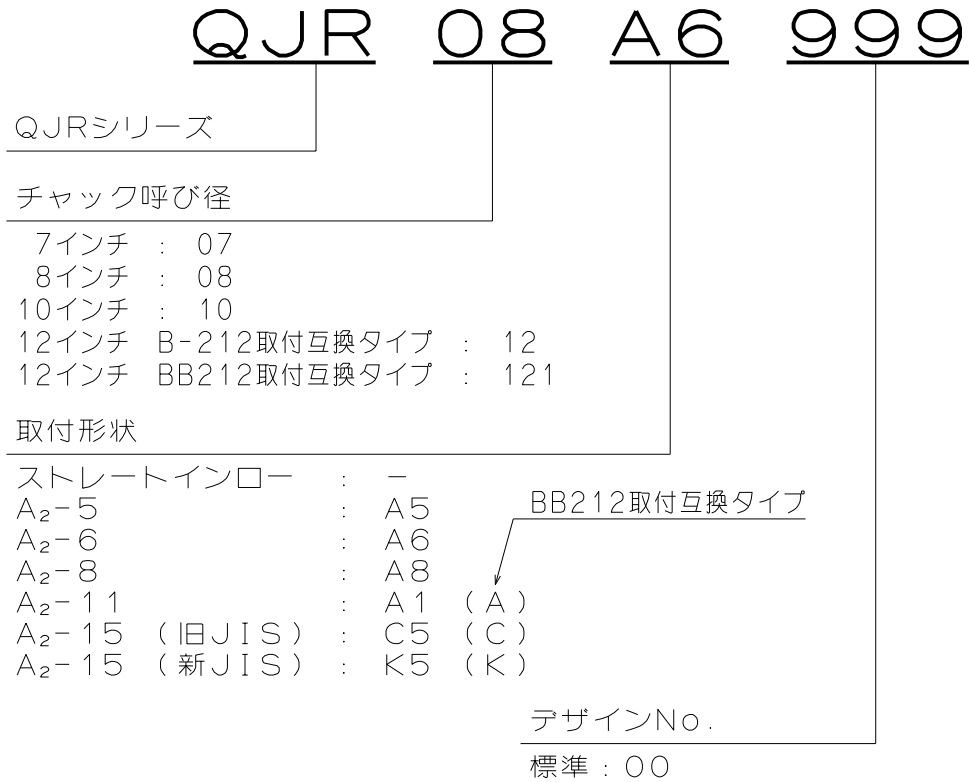 QJR 08 A6 999
QJRシリーズ
チャック呼び径
7インチ : 07
8インチ : 08
10インチ : 10
12インチ B-212取付互換タイプ : 12
12インチ BB212取付互換タイプ : 121
取付形状
ストレートインロー : −
A₂−5 : A5
BB212取付互換タイプ
A₂−6 : A6
A₂−8 : A8
A₂−11 : A1 (A)
A₂−15 (旧JIS) : C5 (C)
A₂−15 (新JIS) : K5 (K)
デザインNo.
標準 : 00